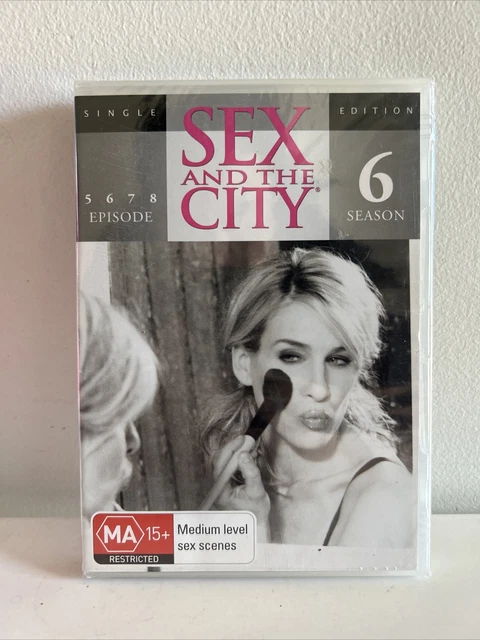 SINGLE EDITION
SEX
AND THE
CITY®
5 6 7 8
EPISODE
6
SEASON
MA 15+
RESTRICTED
Medium level
sex scenes